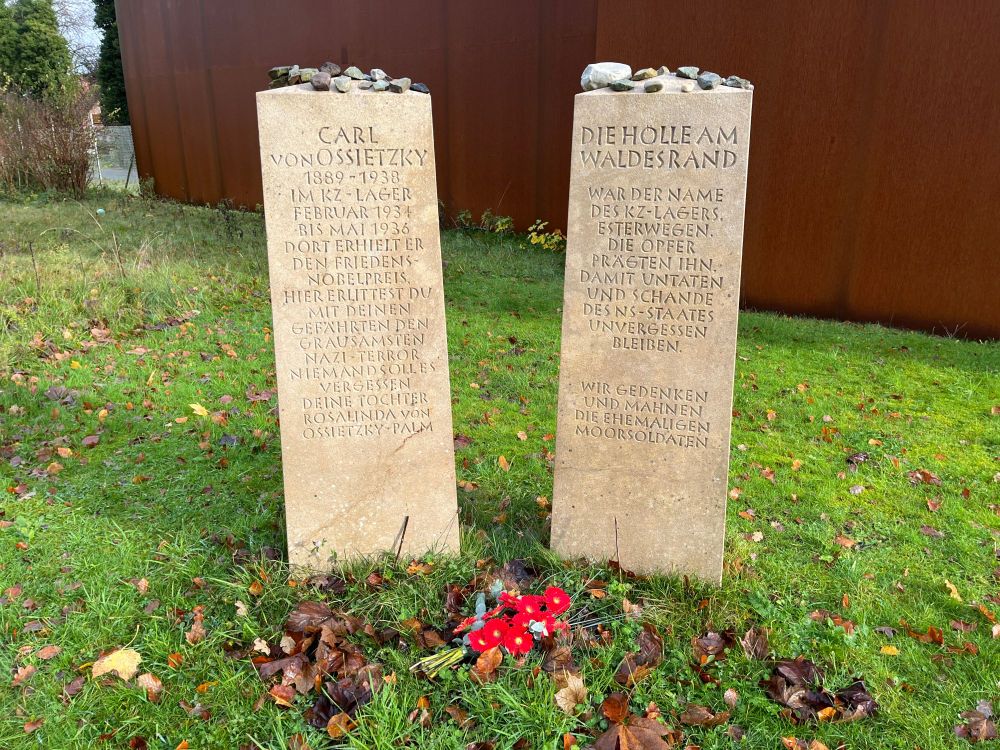 CARL
VON OSSIETZKY
1889-1938
IM KZ-LAGER
FEBRUAR 1934
BIS MAI 1936
DORT ERHIELT ER
DEN FRIEDENS-
NOBELPREIS.
HIER ERLITTEST DU
MIT DEINEN
GEFÄHRTEN DEN
GRAUSAMSTEN
NAZI-TERROR
NIEMAND SOLL ES
VERGESSEN
DEINE TOCHTER
ROSALINDA VON
OSSIETZKY-PALM
DIE HÖLLE AM
WALDESRAND
WAR DER NAME
DES KZ-LAGERS.
ESTERWEGEN.
DIE OPFER
PRÄGTEN IHN,
DAMIT UNTATEN
UND SCHANDE
DES NS-STAATES
UNVERGESSEN
BLEIBEN.
WIR GEDENKEN
UND MAHNEN
DIE EHEMALIGEN
MOORSOLDATEN